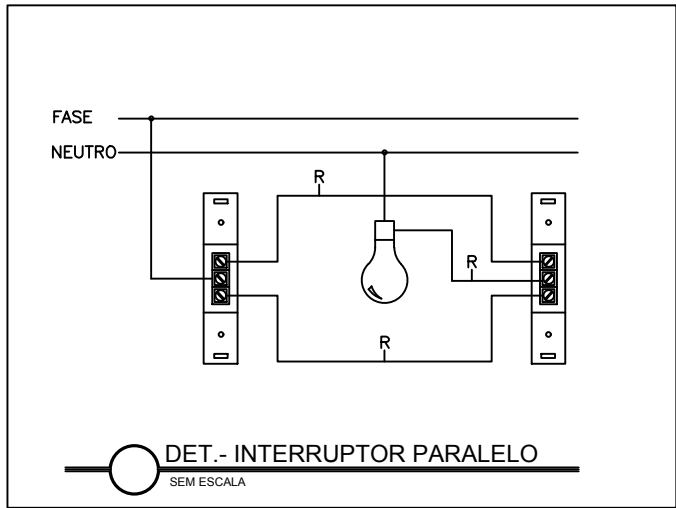 FASE
NEUTRO
R
R
R
DET.- INTERRUPTOR PARALELO
SEM ESCALA